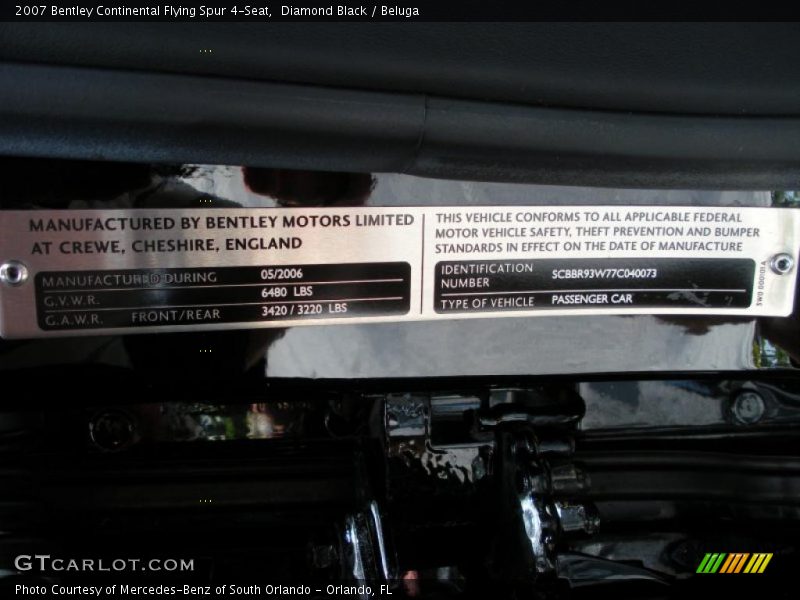 2007 Bentley Continental Flying Spur 4-Seat, Diamond Black / Beluga
MANUFACTURED BY BENTLEY MOTORS LIMITED
AT CREWE, CHESHIRE, ENGLAND
MANUFACTURED DURING 05/2006
G.V.W.R. 6480 LBS
G.A.W.R. FRONT/REAR 3420 / 3220 LBS
THIS VEHICLE CONFORMS TO ALL APPLICABLE FEDERAL
MOTOR VEHICLE SAFETY, THEFT PREVENTION AND BUMPER
STANDARDS IN EFFECT ON THE DATE OF MANUFACTURE
IDENTIFICATION
NUMBER SCBBR93W77C040073
TYPE OF VEHICLE PASSENGER CAR
GTCARLOT.COM
Photo Courtesy of Mercedes-Benz of South Orlando - Orlando, FL